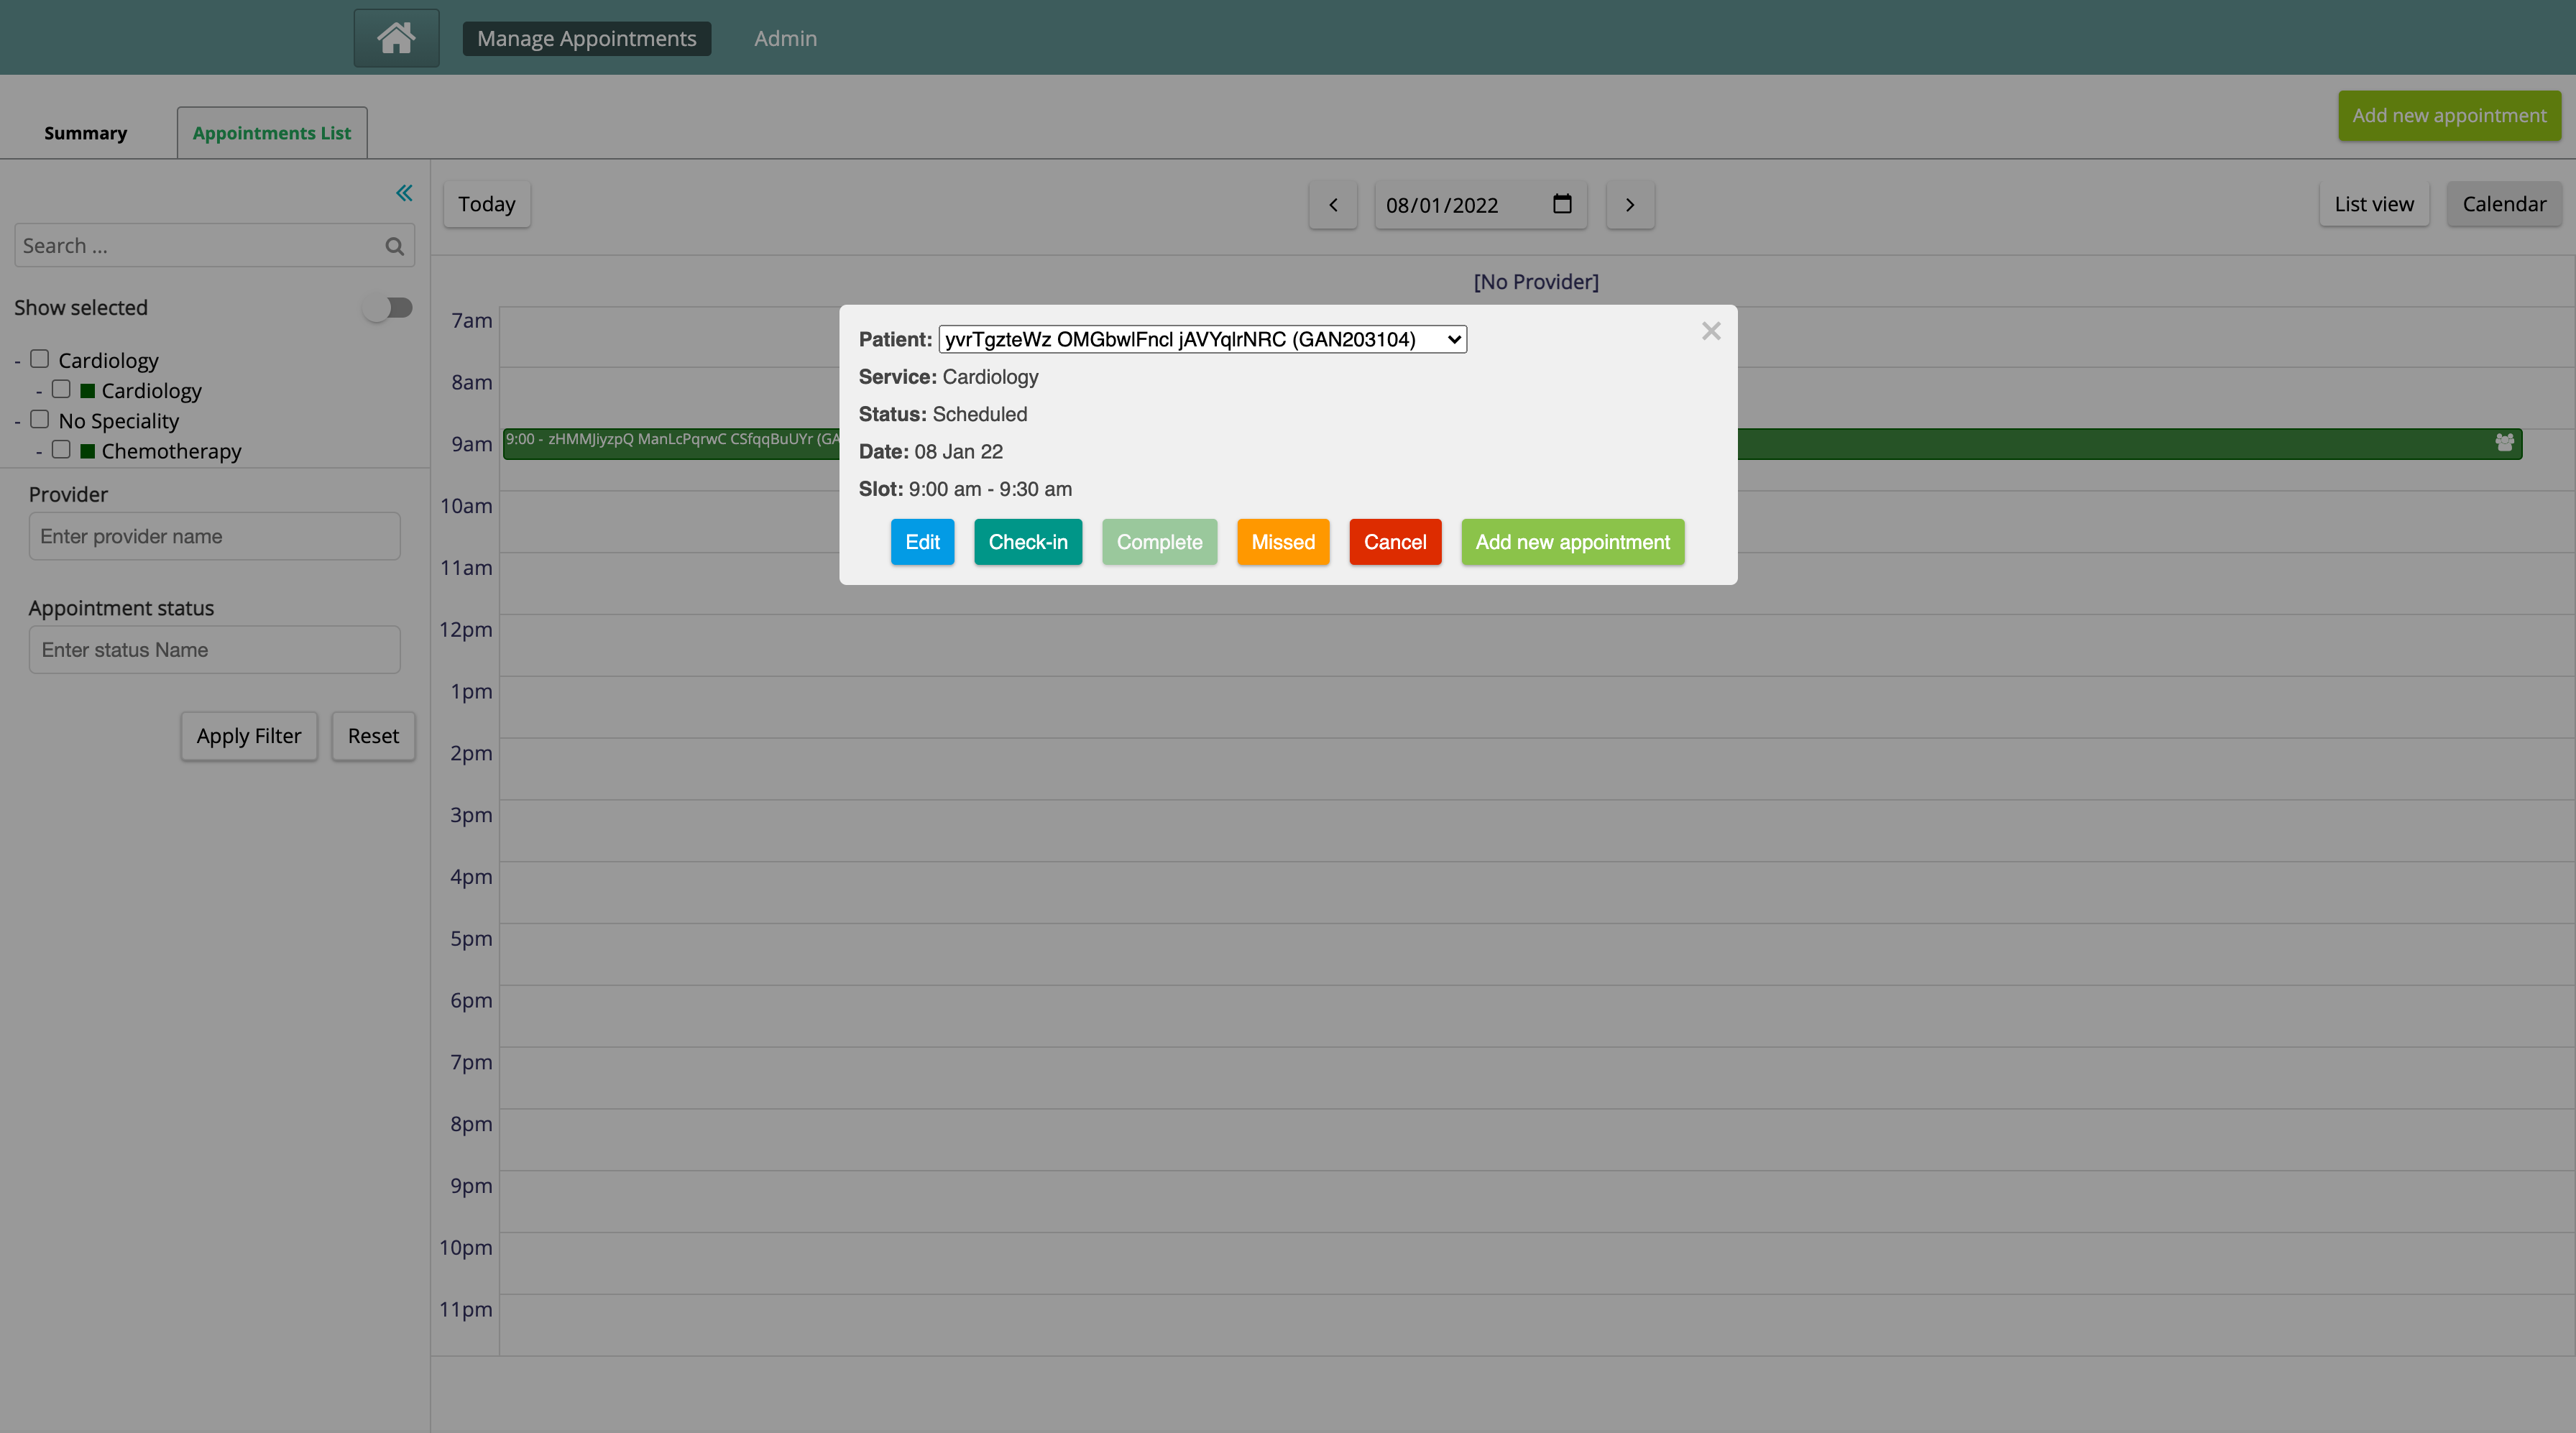 Manage Appointments
Admin
Summary
Appointments List
Add new appointment
Search ...
Show selected
- Cardiology
- Cardiology
- No Speciality
- Chemotherapy
Provider
Enter provider name
Appointment status
Enter status Name
Apply Filter
Reset
Today
08/01/2022
List view
Calendar
[No Provider]
7am
8am
9am
9:00 - zHMMJiyzpQ ManLcPqrwC CSfqqBuUYr (GA
10am
11am
12pm
1pm
2pm
3pm
4pm
5pm
6pm
7pm
8pm
9pm
10pm
11pm
Patient: yvrTgzteWz OMGbwlFncl jAVYqlrNRC (GAN203104)
Service: Cardiology
Status: Scheduled
Date: 08 Jan 22
Slot: 9:00 am - 9:30 am
Edit
Check-in
Complete
Missed
Cancel
Add new appointment